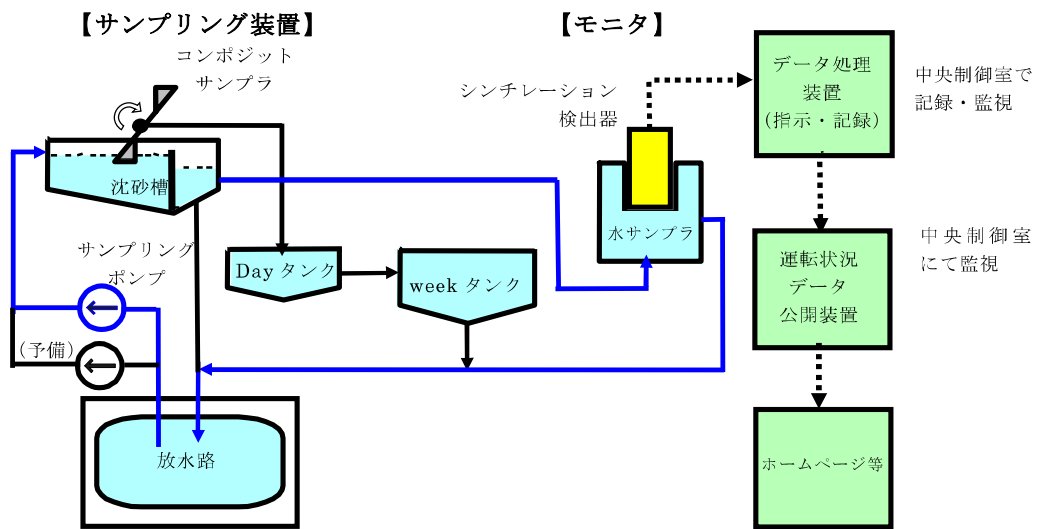 【サンプリング装置】
コンポジット
サンプラ
沈砂槽
サンプリング
ポンプ
(予備)
Day タンク
week タンク
放水路
【モニタ】
シンチレーション
検出器
水サンプラ
データ処理
装置
(指示・記録)
中央制御室で
記録・監視
運転状況
データ
公開装置
中央制御室
にて監視
ホームページ等